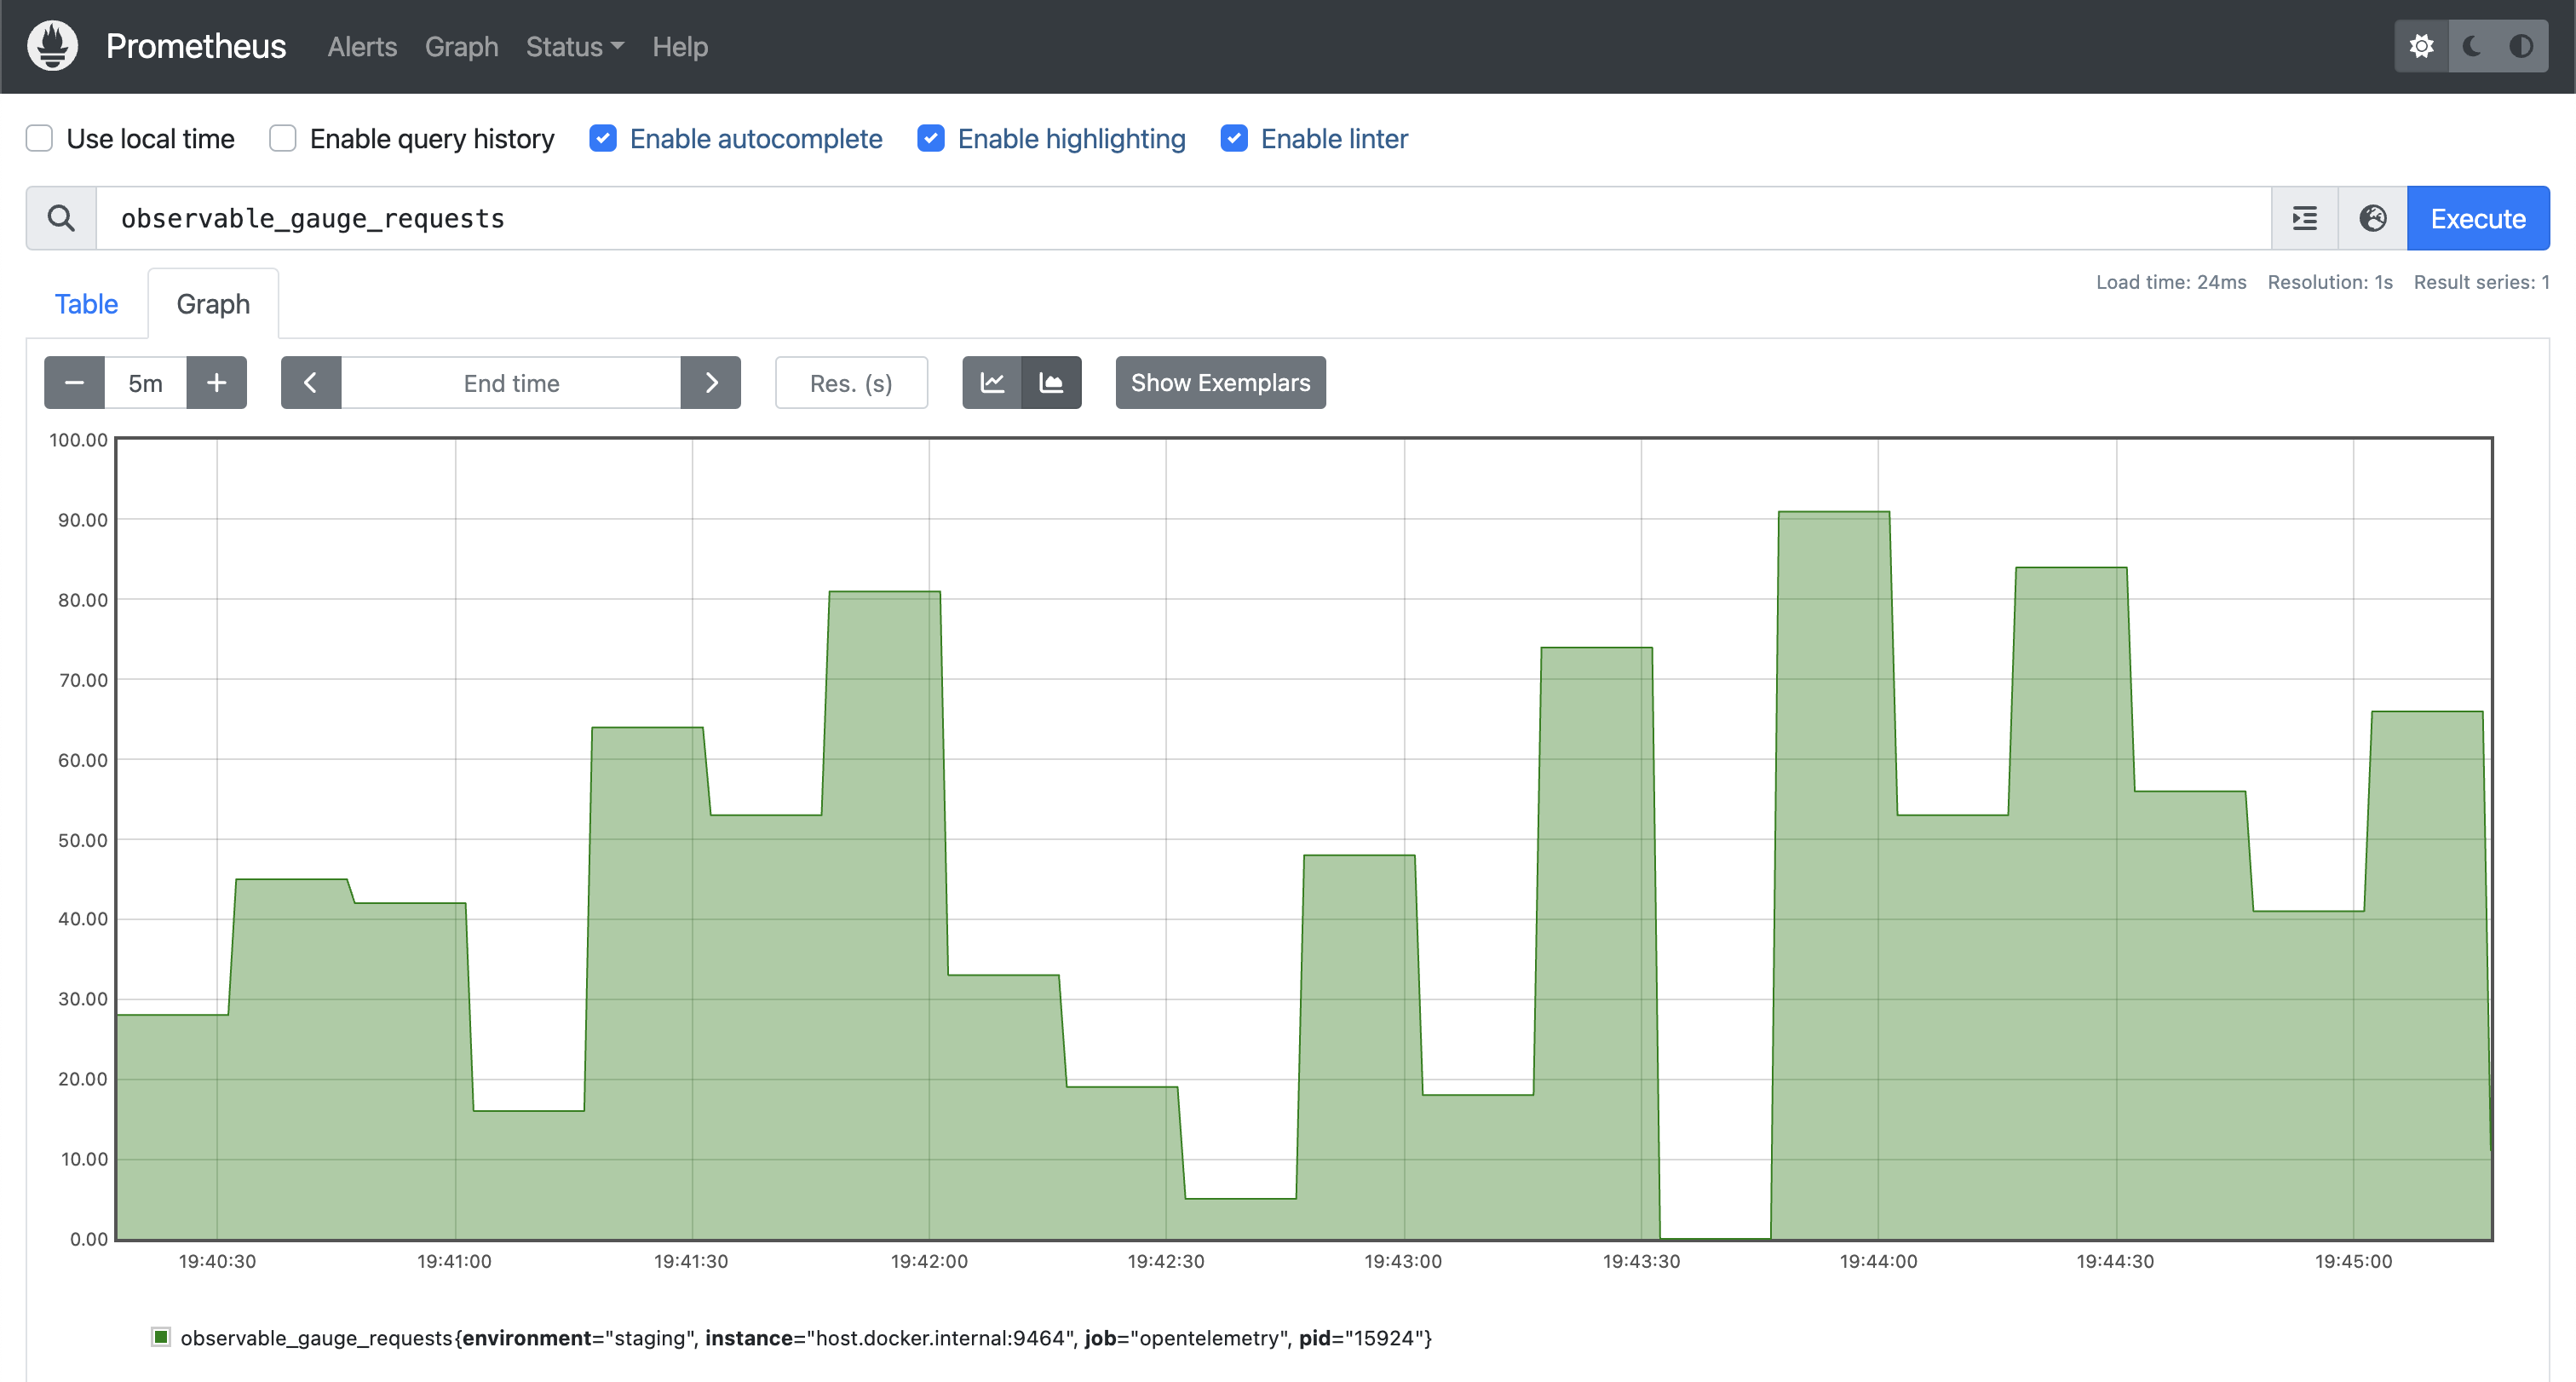 Prometheus Alerts Graph Status Help
Use local time Enable query history Enable autocomplete Enable highlighting Enable linter
observable_gauge_requests Execute
Table Graph Load time: 24ms Resolution: 1s Result series: 1
5m End time Res. (s) Show Exemplars
100.00
90.00
80.00
70.00
60.00
50.00
40.00
30.00
20.00
10.00
0.00
19:40:30 19:41:00 19:41:30 19:42:00 19:42:30 19:43:00 19:43:30 19:44:00 19:44:30 19:45:00
observable_gauge_requests{environment="staging", instance="host.docker.internal:9464", job="opentelemetry", pid="15924"}